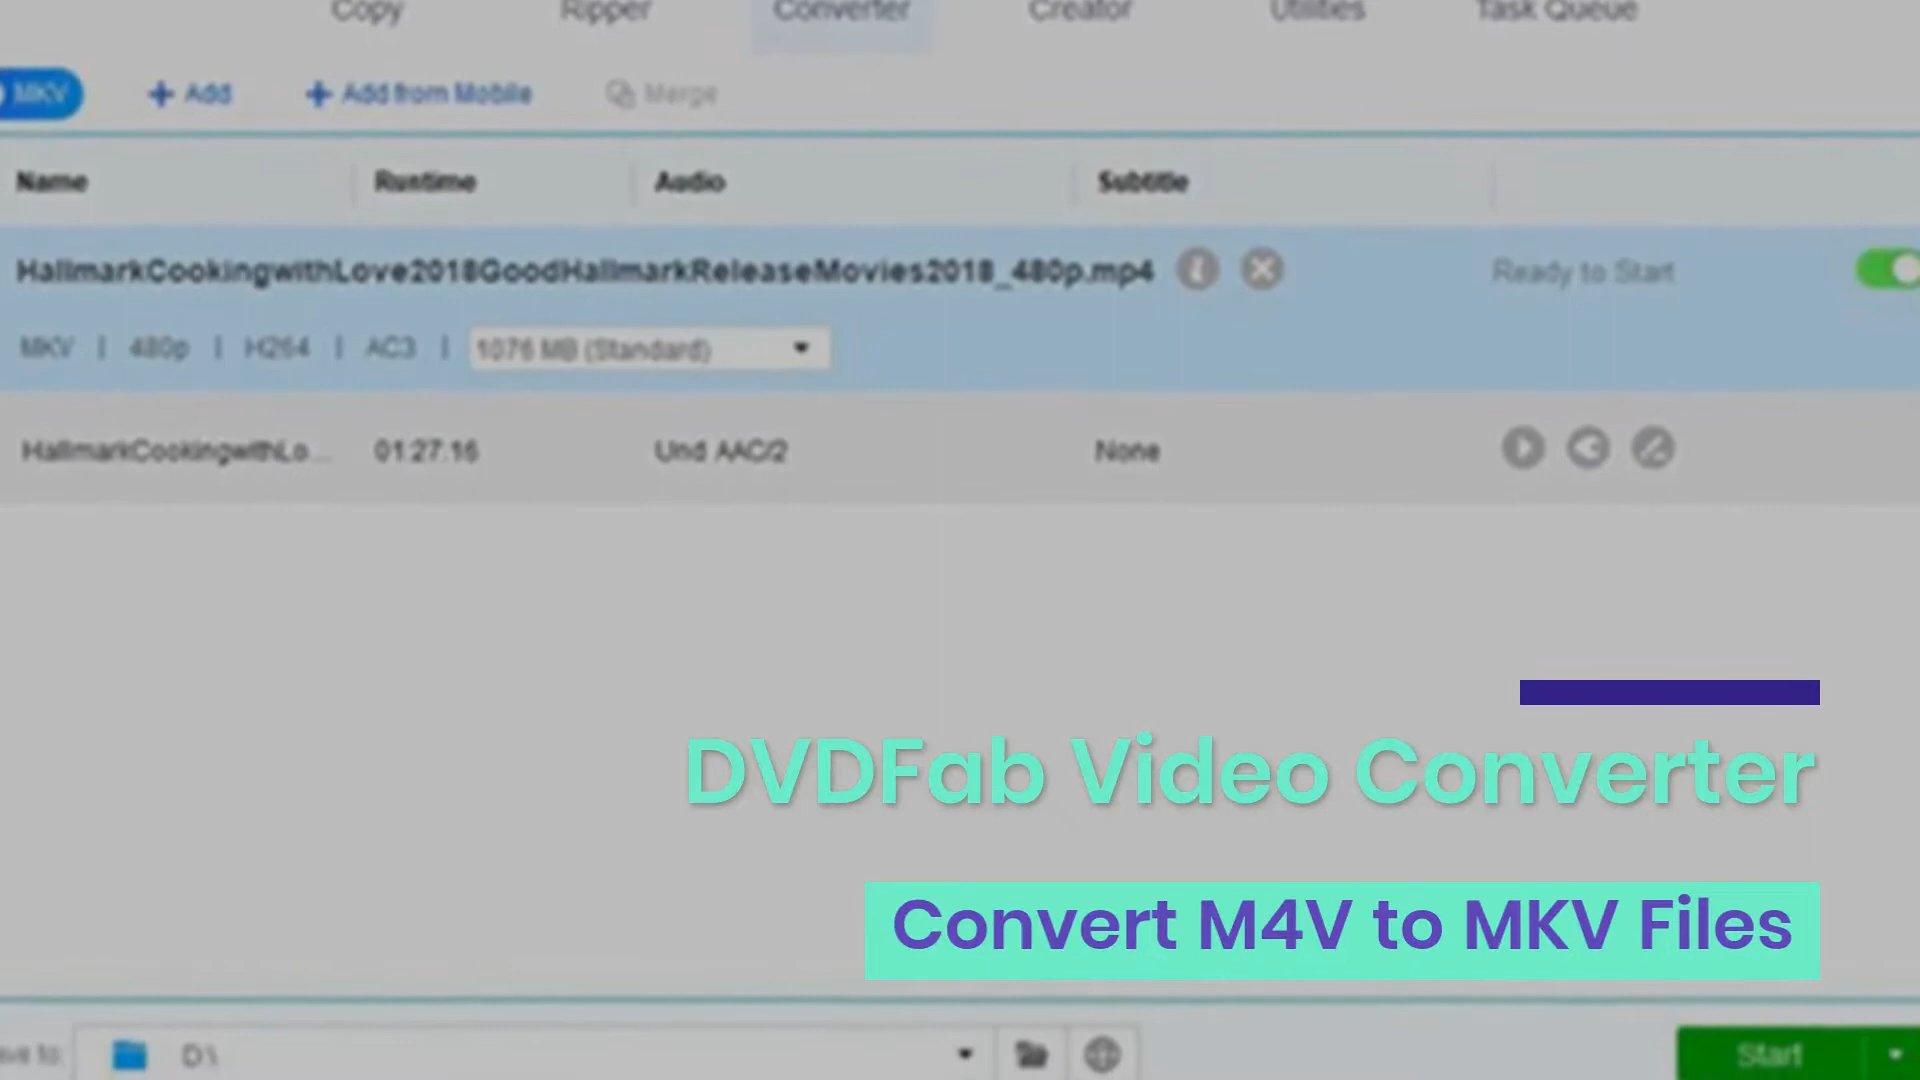 Copy Ripper Converter Creator Utilities Task Queue
MKV Add Add from Mobile Merge
Name Runtime Audio Subtitle
HallmarkCookingwithLove2018GoodHallmarkReleaseMovies2018_480p.mp4 Ready to Start
MKV | 480p | H264 | AC3 | 1076 MB (Standard)
HallmarkCookingwithLo... 01:27:16 Und AAC/2 None
DVDFab Video Converter
Convert M4V to MKV Files
to: D:\ Start